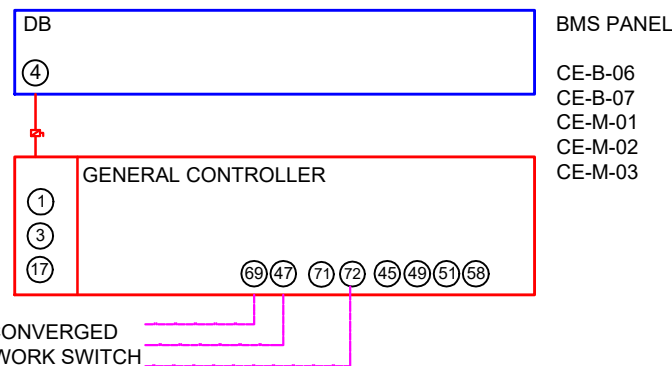 DB
BMS PANEL
4
CE-B-06
CE-B-07
CE-M-01
CE-M-02
CE-M-03
GENERAL CONTROLLER
1
3
17
69 47 71 72 45 49 51 58
ONVERGED
WORK SWITCH